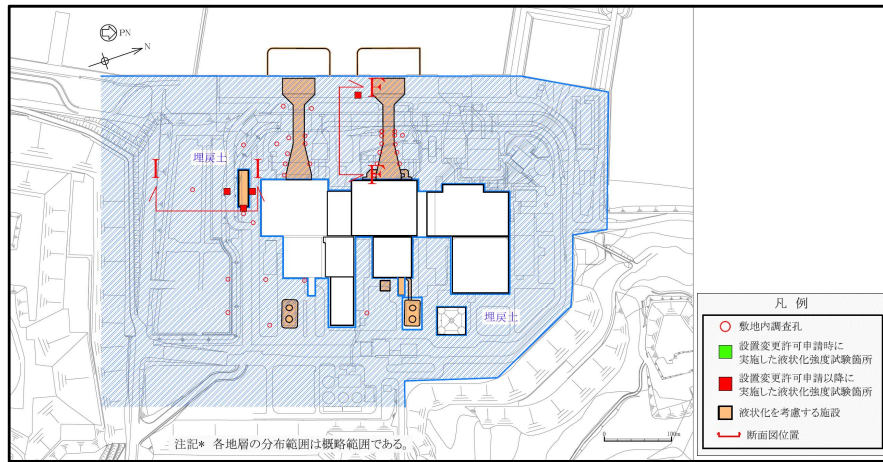 PN
N
F
埋戻土
I
I
F
埋戻土
注記* 各地層の分布範囲は概略範囲である。
0
100m
凡 例
敷地内調査孔
設置変更許可申請時に
実施した液状化強度試験箇所
設置変更許可申請以降に
実施した液状化強度試験箇所
液状化を考慮する施設
断面図位置